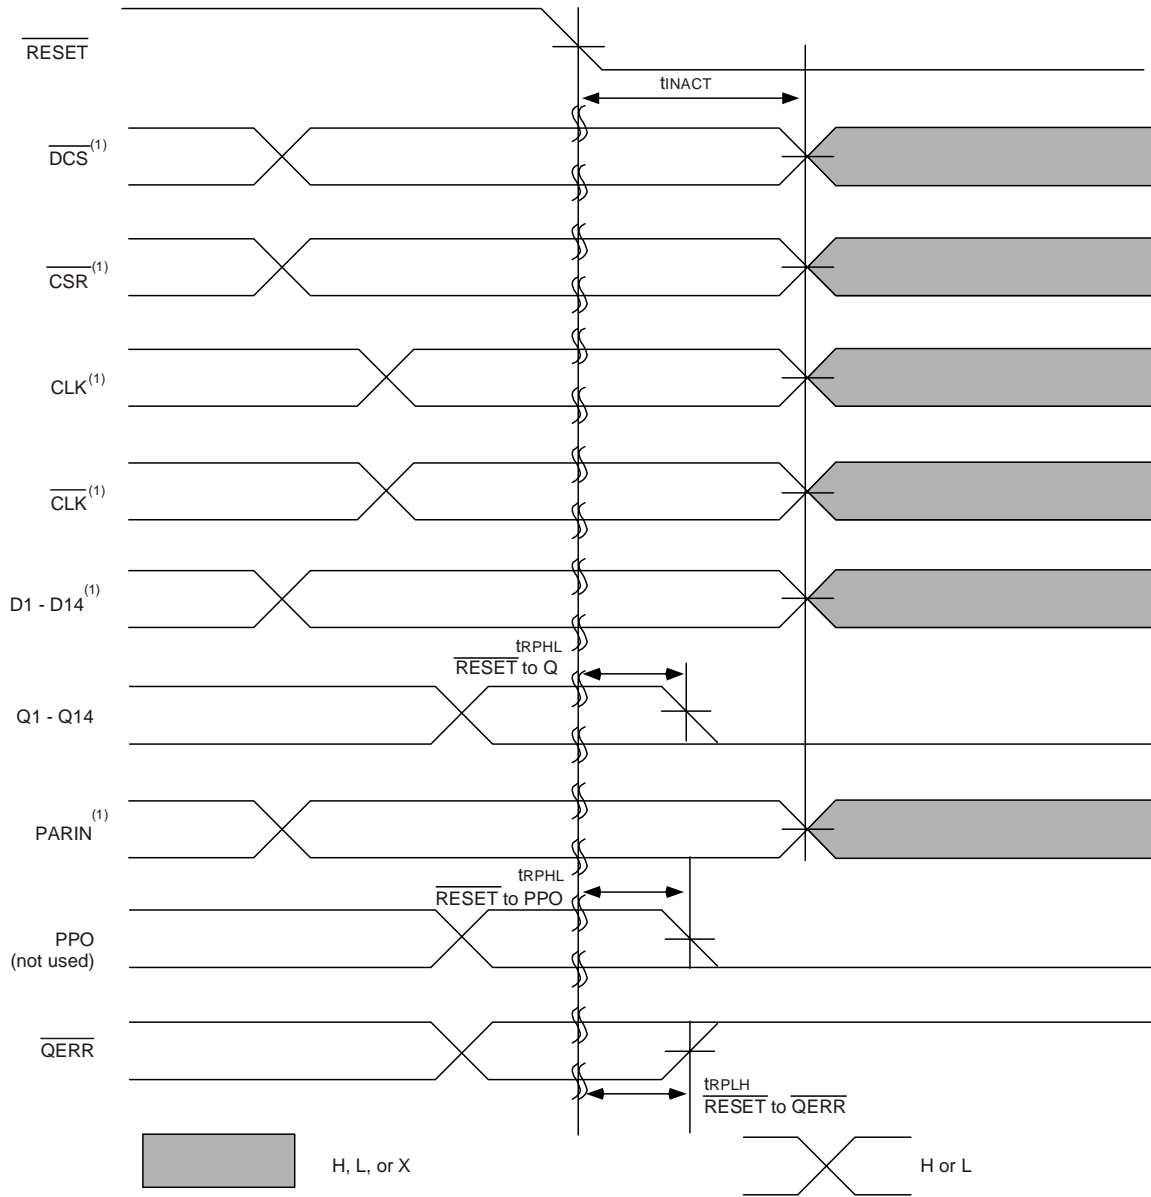 RESET
tINACT
DCS(1)
CSR(1)
CLK(1)
CLK(1)
D1 - D14(1)
tRPHL
RESET to Q
Q1 - Q14
PARIN(1)
tRPHL
RESET to PPO
PPO
(not used)
QERR
tRPLH
RESET to QERR
H, L, or X
H or L